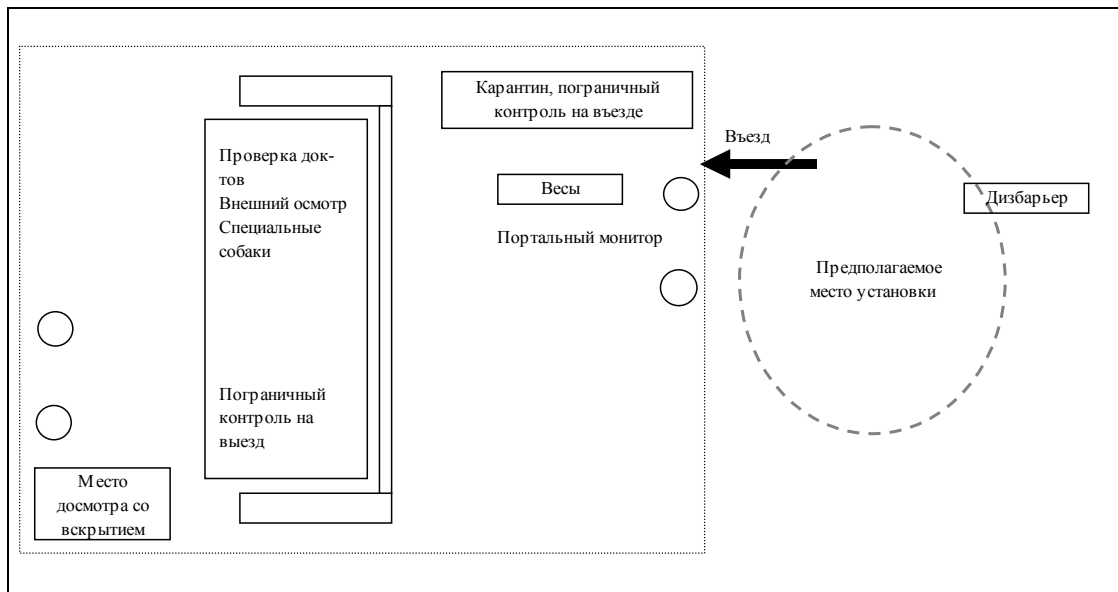 Карантин, пограничный
контроль на въезде
Въезд
Проверка док-
тов
Внешний осмотр
Специальные
собаки
Весы
Дизбарьер
Портальный монитор
Предполагаемое
место установки
Пограничный
контроль на
выезд
Место
досмотра со
вскрытием